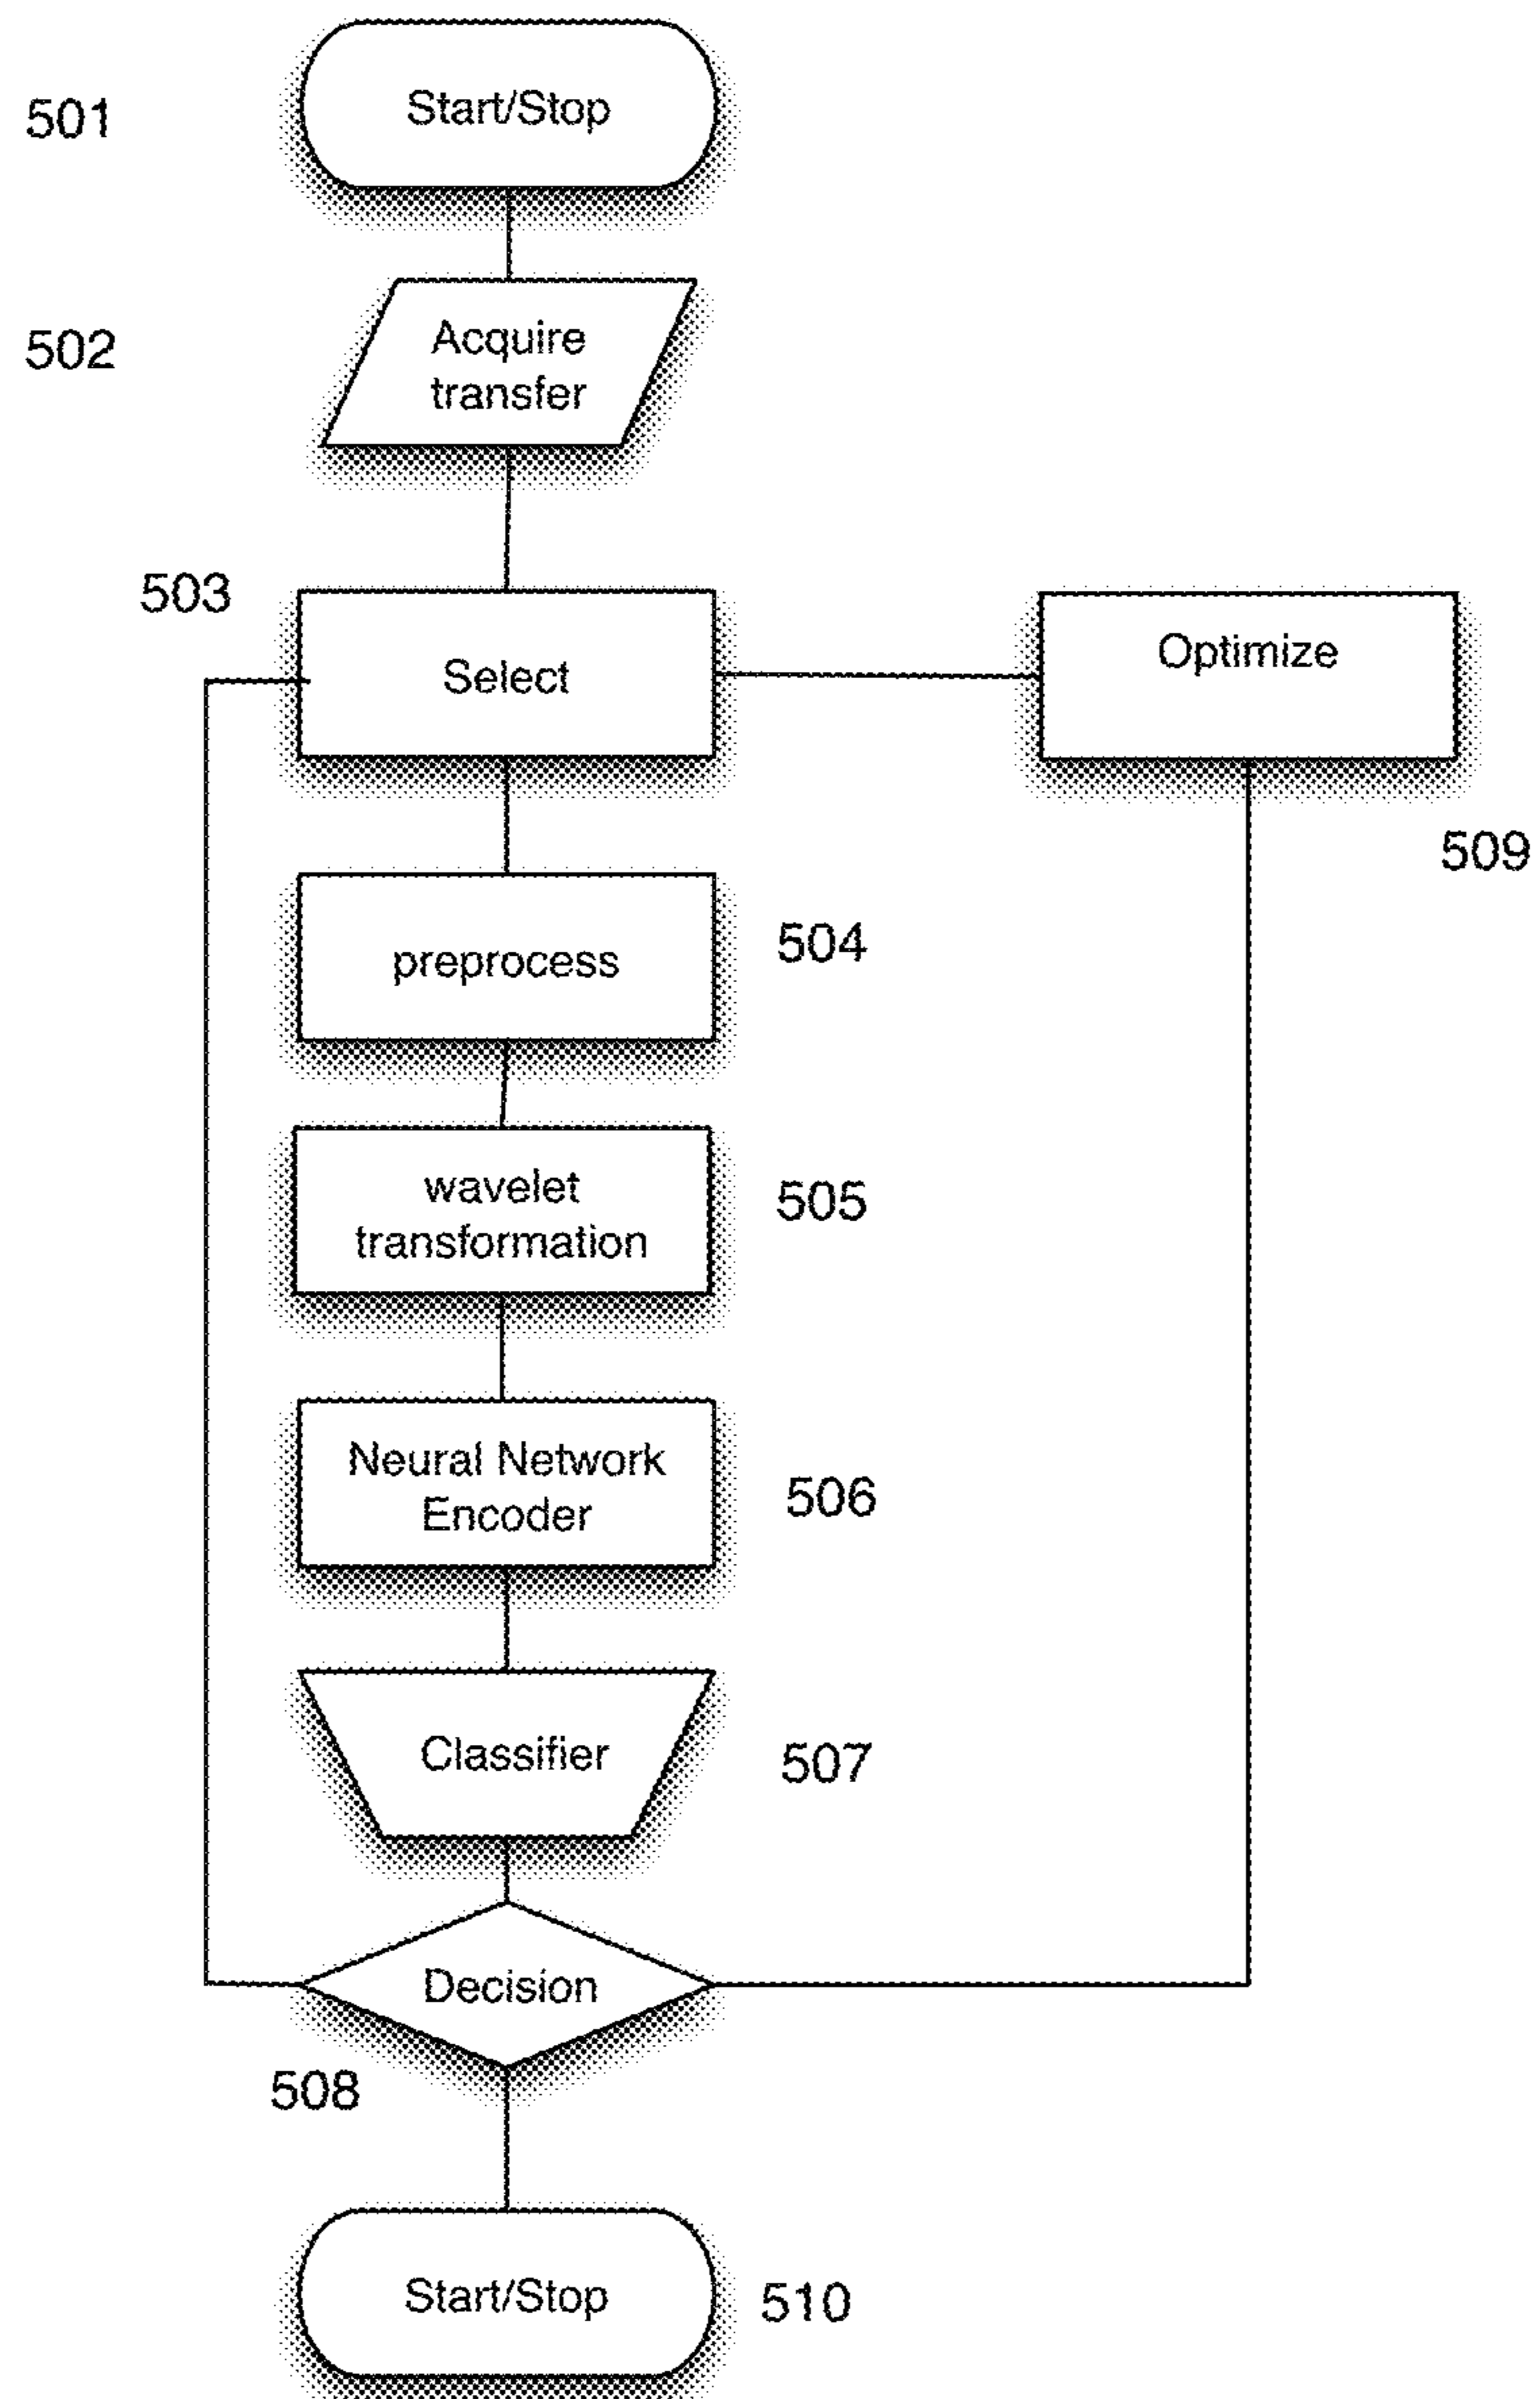 501
Start/Stop
502
Acquire
transfer
503
Select
Optimize
509
preprocess
504
wavelet
transformation
505
Neural Network
Encoder
506
Classifier
507
Decision
508
Start/Stop
510